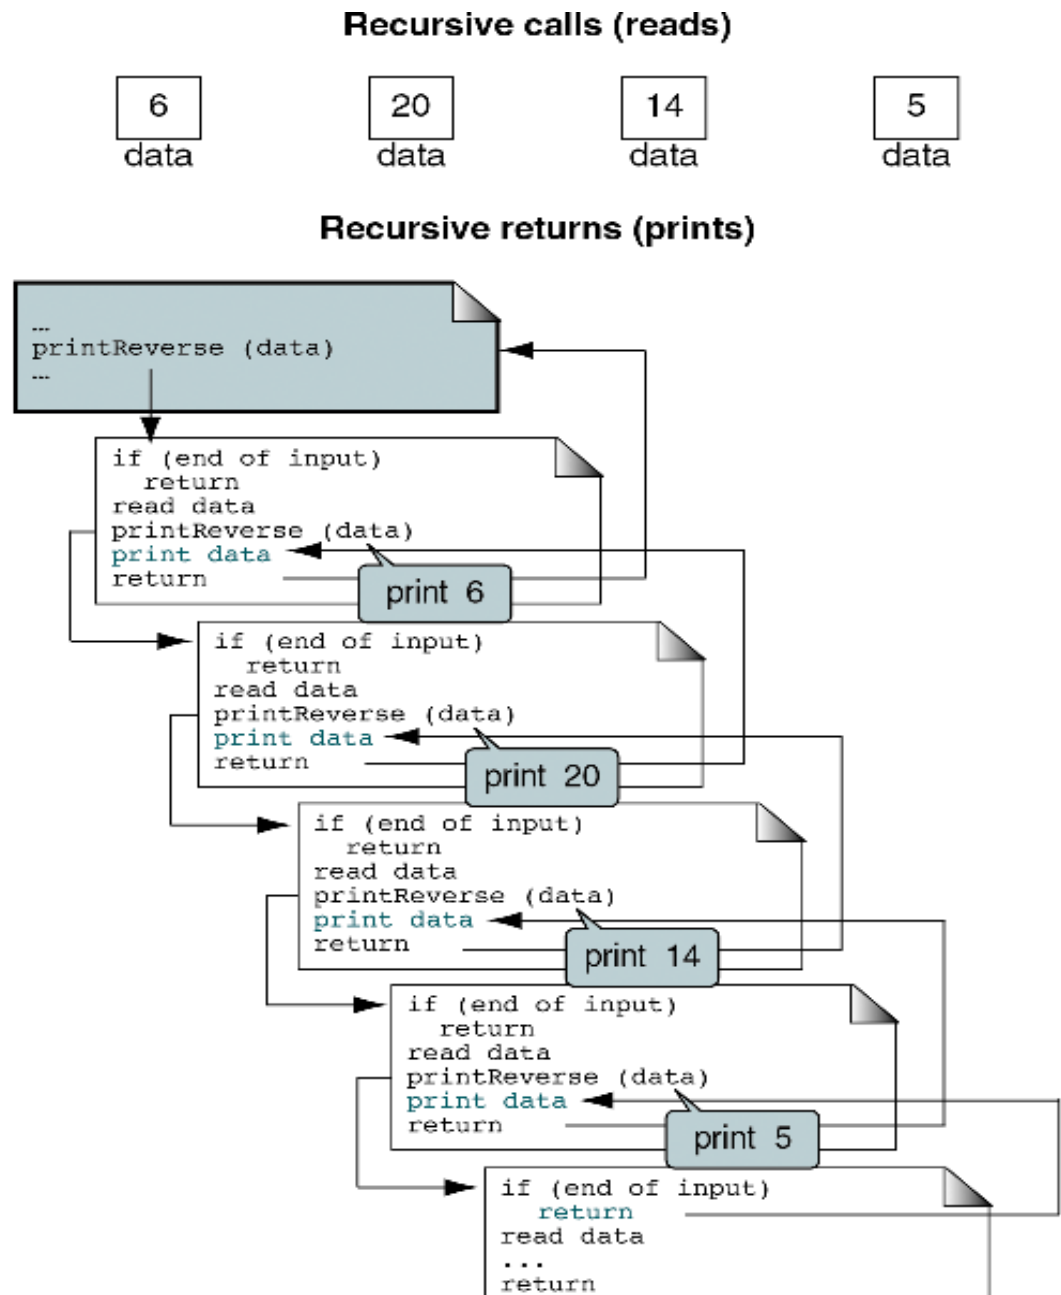 Recursive calls (reads)
6 20 14 5
data data data data
Recursive returns (prints)
...
printReverse (data)
...
if (end of input)
return
read data
printReverse (data)
print data
return
print 6
if (end of input)
return
read data
printReverse (data)
print data
return
print 20
if (end of input)
return
read data
printReverse (data)
print data
return
print 14
if (end of input)
return
read data
printReverse (data)
print data
return
print 5
if (end of input)
return
read data
...
return